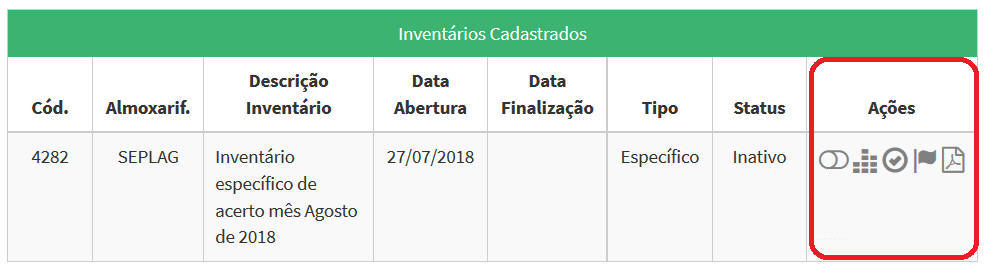 Inventários Cadastrados
Cód. Almoxarif. Descrição Inventário Data Abertura Data Finalização Tipo Status Ações
4282 SEPLAG Inventário 27/07/2018 Específico Inativo
específico de
acerto mês Agosto
de 2018